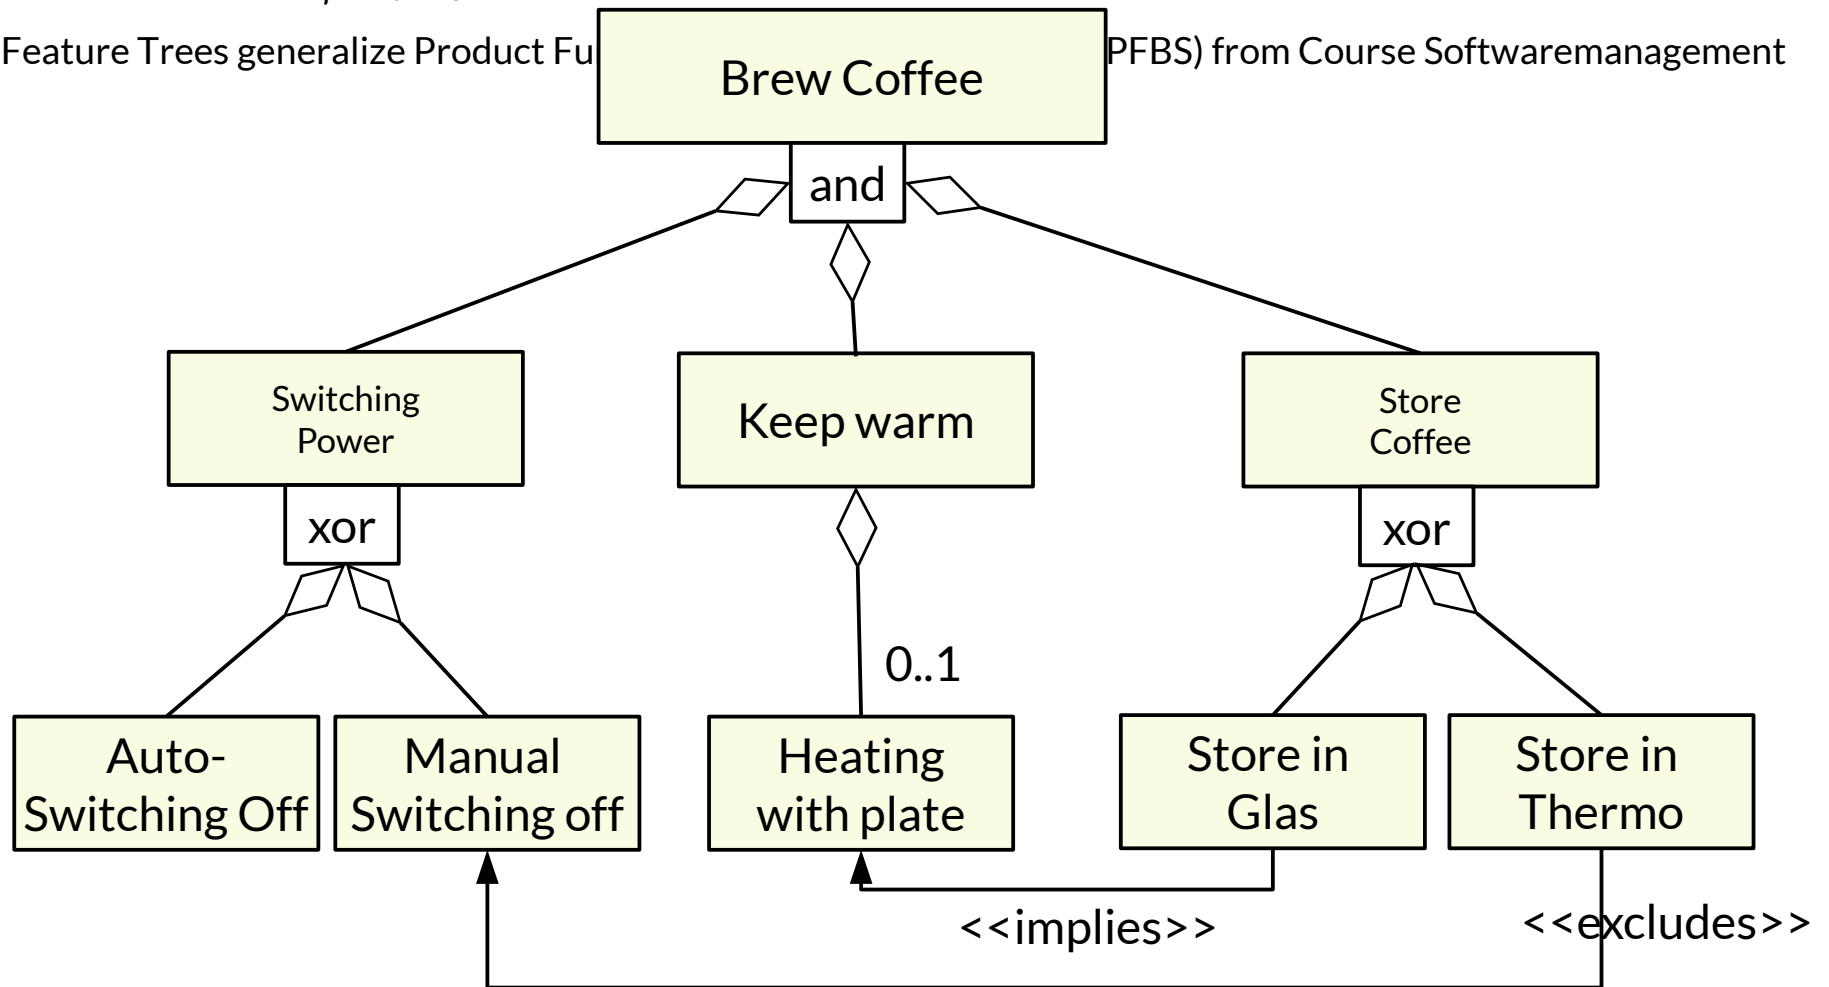 Feature Trees generalize Product Fu
PFBS) from Course Softwaremanagement
Brew Coffee
and
Switching
Power
Keep warm
Store
Coffee
xor
xor
0..1
Auto-
Switching Off
Manual
Switching off
Heating
with plate
Store in
Glas
Store in
Thermo
<<implies>>
<<excludes>>